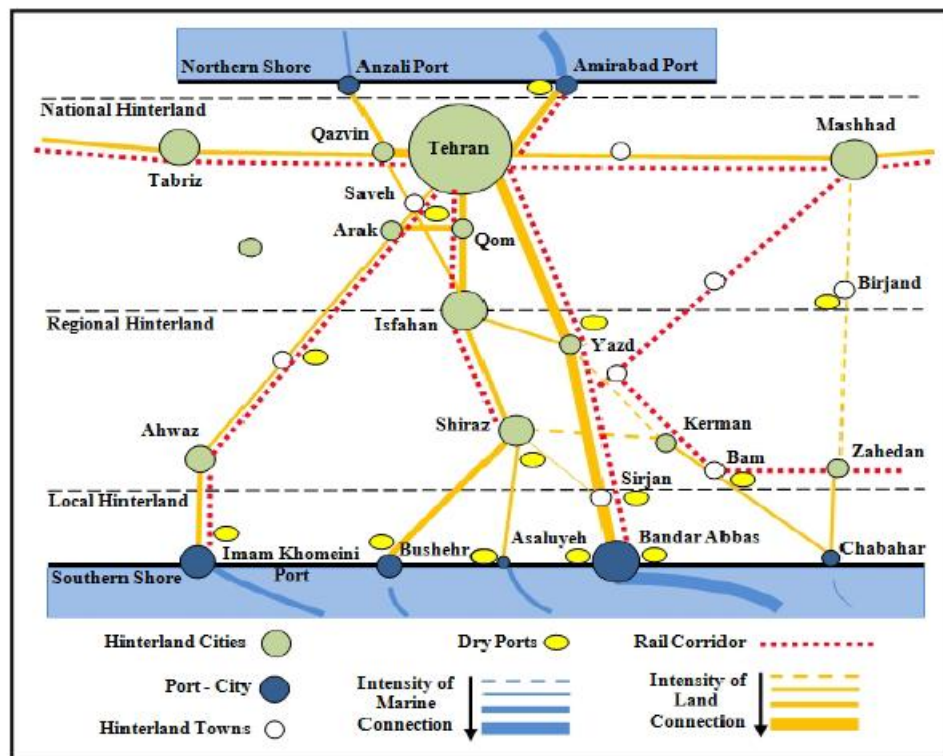 Northern Shore
Anzali Port
Amirabad Port
National Hinterland
Qazvin
Tehran
Mashhad
Tabriz
Saveh
Arak
Qom
Birjand
Regional Hinterland
Isfahan
Yazd
Shiraz
Kerman
Ahwaz
Bam
Zahedan
Sirjan
Local Hinterland
Imam Khomeini
Port
Bushehr
Asaluyeh
Bandar Abbas
Chabahar
Southern Shore
Hinterland Cities
Dry Ports
Rail Corridor
Port - City
Intensity of
Marine
Connection
Intensity of
Land
Connection
Hinterland Towns